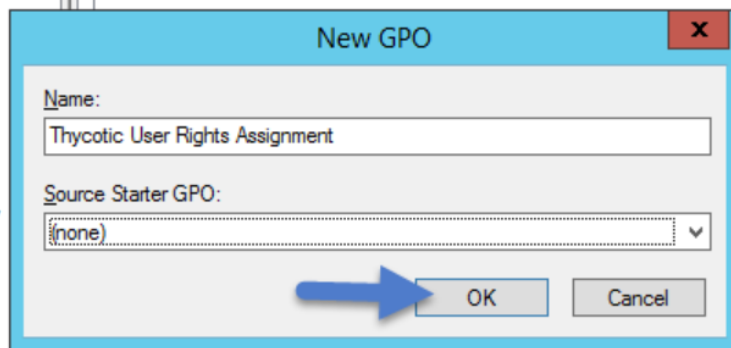 New GPO
x
Name:
Thycotic User Rights Assignment
Source Starter GPO:
(none)
OK Cancel